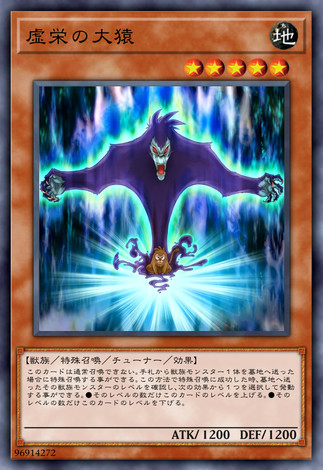 虚栄の大猿
地
【獣族／特殊召喚／チューナー／効果】
このカードは通常召喚できない。手札から獣族モンスター1体を墓地へ送っ
た場合に特殊召喚する事ができる。この方法で特殊召喚に成功した時、墓地へ送
ったその獣族モンスターのレベルを確認し、次の効果から1つを選択して発動
する事ができる。●そのレベルの数だけこのカードのレベルを上げる。●その
レベルの数だけこのカードのレベルを下げる。
ATK/1200 DEF/1200
96914272